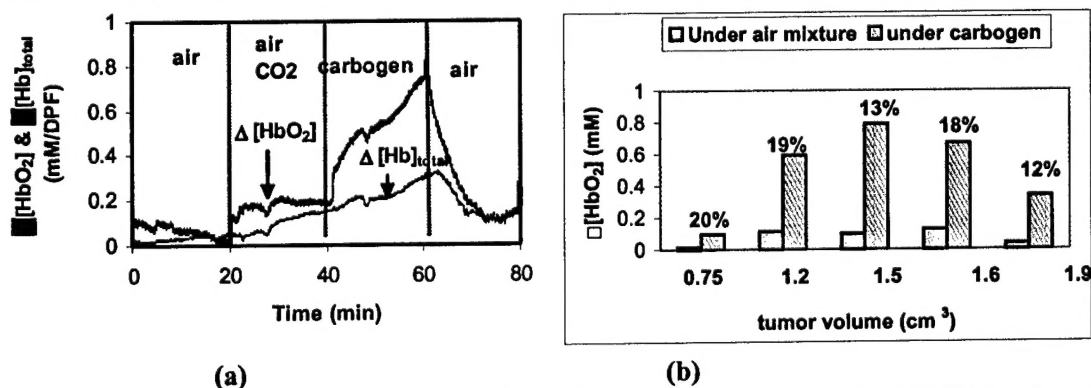 1
0.8
0.6
0.4
0.2
0
[HbO₂] & [Hb]total
(mM/DPF)
air
air
CO2
carbogen
air
Δ [HbO₂]
Δ [Hb]total
0 20 40 60 80
Time (min)
(a)
□Under air mixture under carbogen
1
0.8
0.6
0.4
0.2
0
□[HbO₂] (mM)
20%
19%
13%
18%
12%
0.75 1.2 1.5 1.6 1.9
tumor volume (cm ³)
(b)